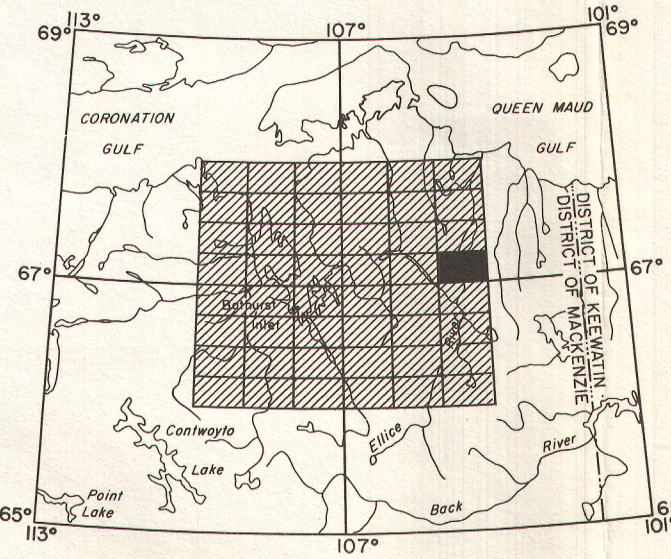 113°
107°
101°
69°
69°
CORONATION
GULF
QUEEN MAUD
GULF
DISTRICT OF KEEWATIN
DISTRICT OF MACKENZIE
67°
67°
Bathurst
Inlet
River
Contwoyto
Lake
Ellice
River
Point
Lake
Back
65°
113°
107°
101°